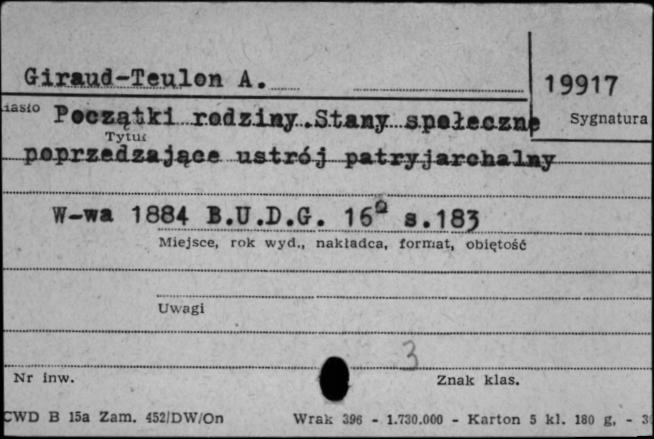 Giraud-Teulon A.
19917
Początki rodziny.Stany społeczne
Sygnatura
Tytuł
poprzedzające ustrój patryjarchalny
W-wa 1884 B.U.D.G. 16° s.183
Miejsce, rok wyd., nakładca, format, objętość
Uwagi
3
Nr inw.
Znak klas.
CWD B 15a Zam. 452/DW/On Wrak 396 - 1.730.000 - Karton 5 kl. 180 g, -